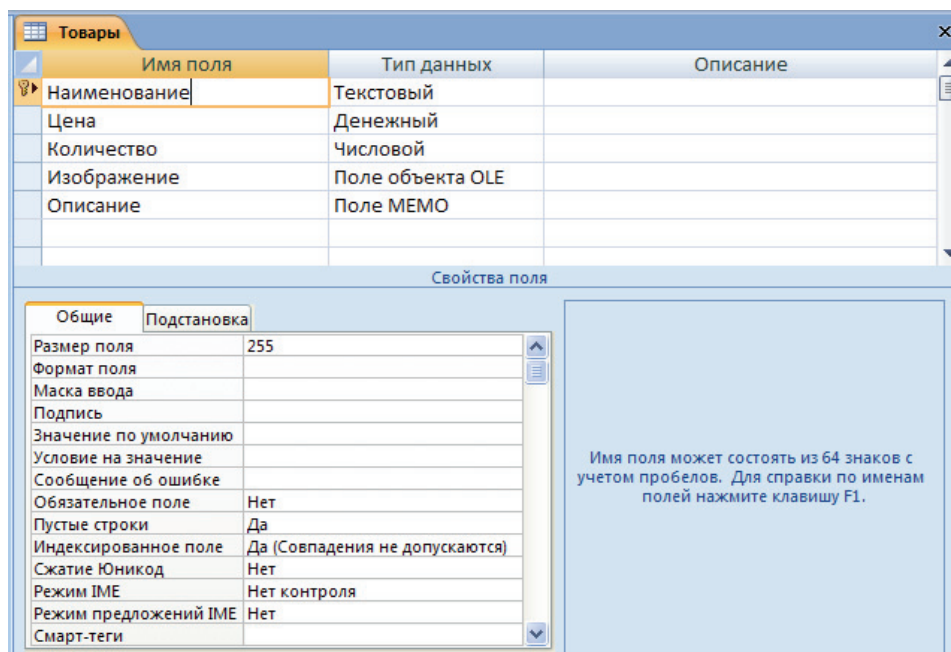 Товары
Имя поля Тип данных Описание
Наименование Текстовый
Цена Денежный
Количество Числовой
Изображение Поле объекта OLE
Описание Поле МЕМО
Свойства поля
Общие Подстановка
Размер поля 255
Формат поля
Маска ввода
Подпись
Значение по умолчанию
Условие на значение
Сообщение об ошибке
Обязательное поле Нет
Пустые строки Да
Индексированное поле Да (Совпадения не допускаются)
Сжатие Юникод Нет
Режим IME Нет контроля
Режим предложений IME Нет
Смарт-теги
Имя поля может состоять из 64 знаков с
учетом пробелов. Для справки по именам
полей нажмите клавишу F1.